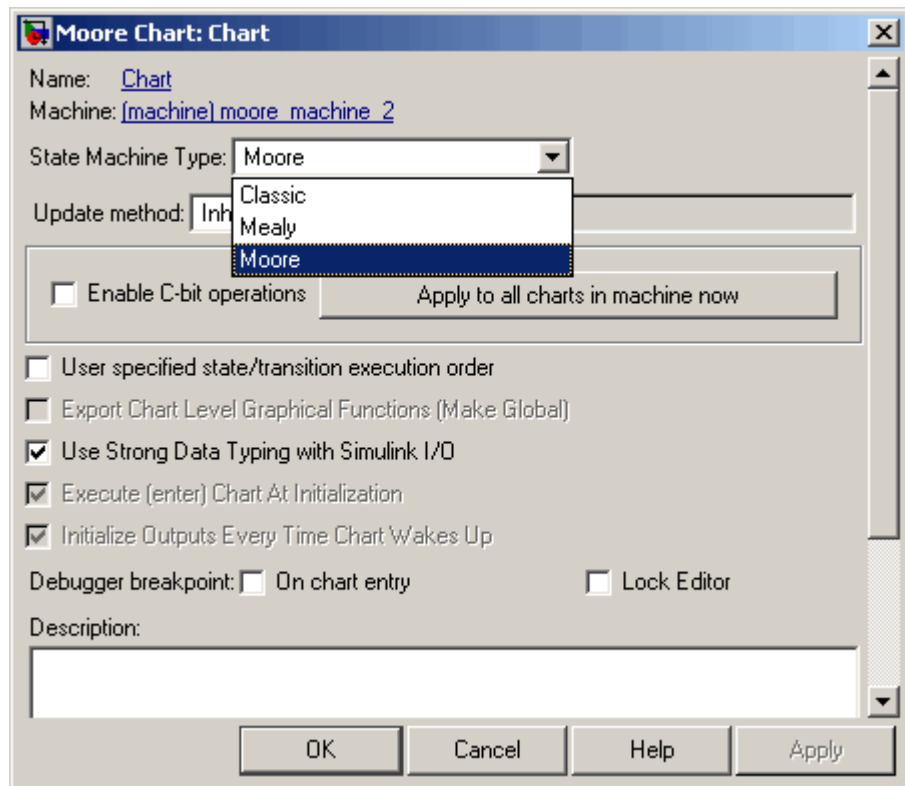 Moore Chart: Chart
Name: Chart
Machine: (machine) moore_machine_2
State Machine Type: Moore
Classic
Update method: Inh
Mealy
Moore
Enable C-bit operations Apply to all charts in machine now
User specified state/transition execution order
Export Chart Level Graphical Functions (Make Global)
Use Strong Data Typing with Simulink I/O
Execute (enter) Chart At Initialization
Initialize Outputs Every Time Chart Wakes Up
Debugger breakpoint: On chart entry Lock Editor
Description:
OK Cancel Help Apply